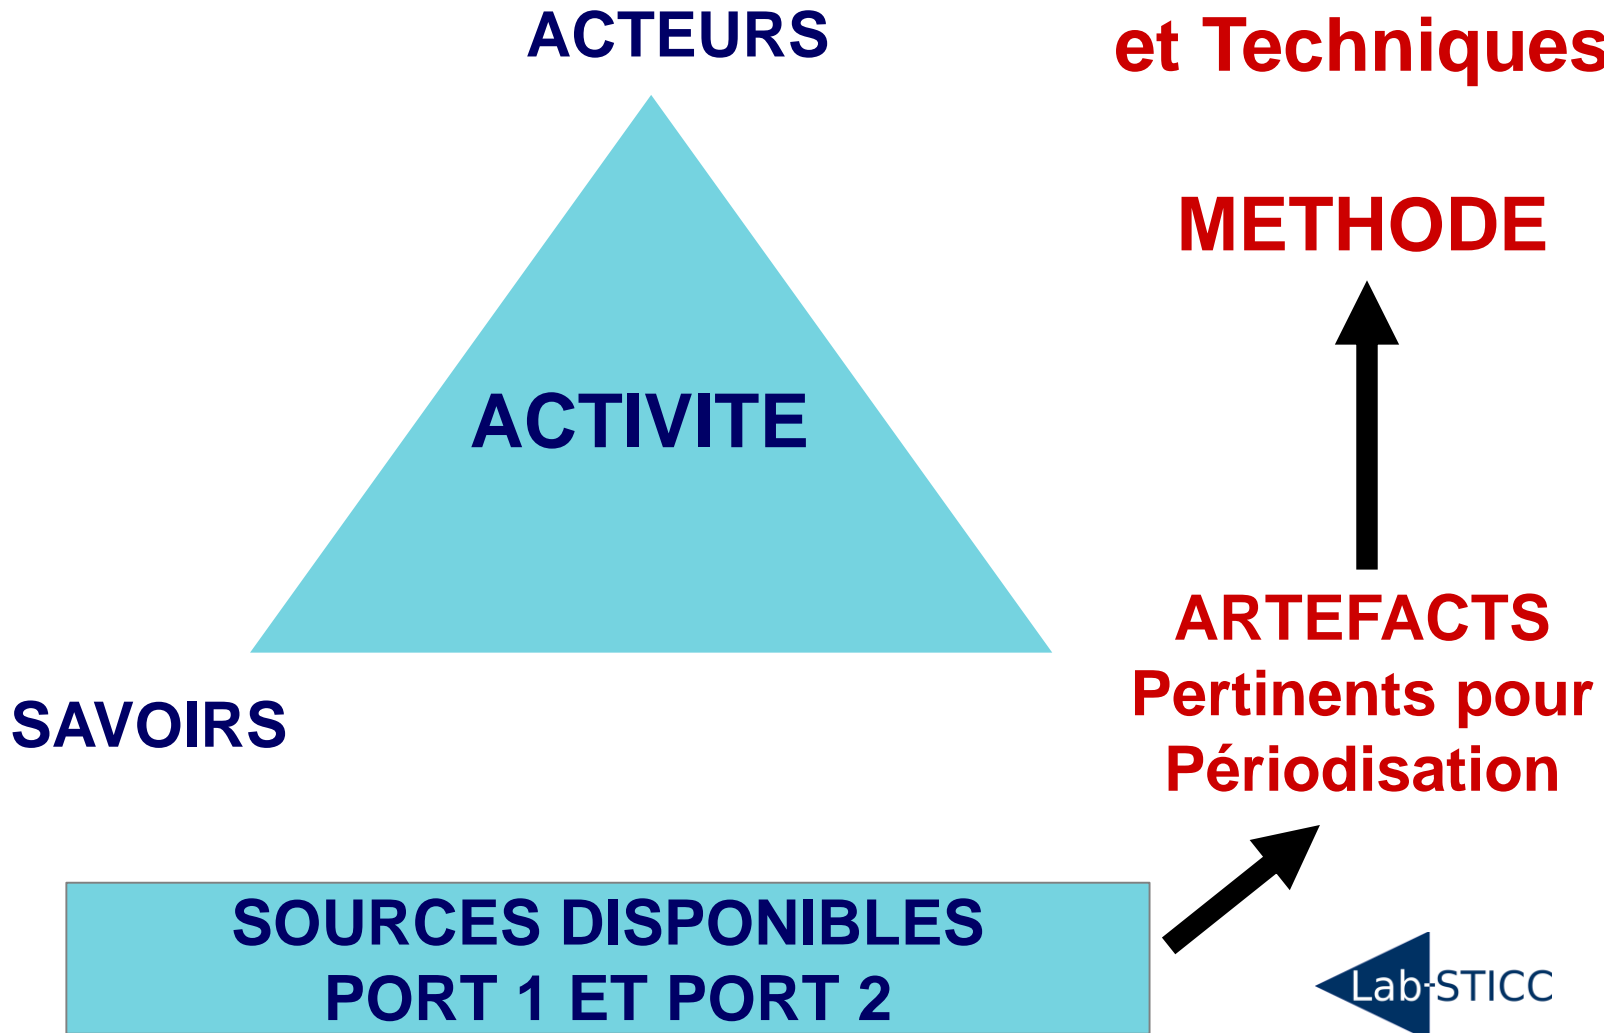 ACTEURS
et Techniques
METHODE
ACTIVITE
ARTEFACTS
Pertinents pour
Périodisation
SAVOIRS
SOURCES DISPONIBLES
PORT 1 ET PORT 2
Lab-STICC